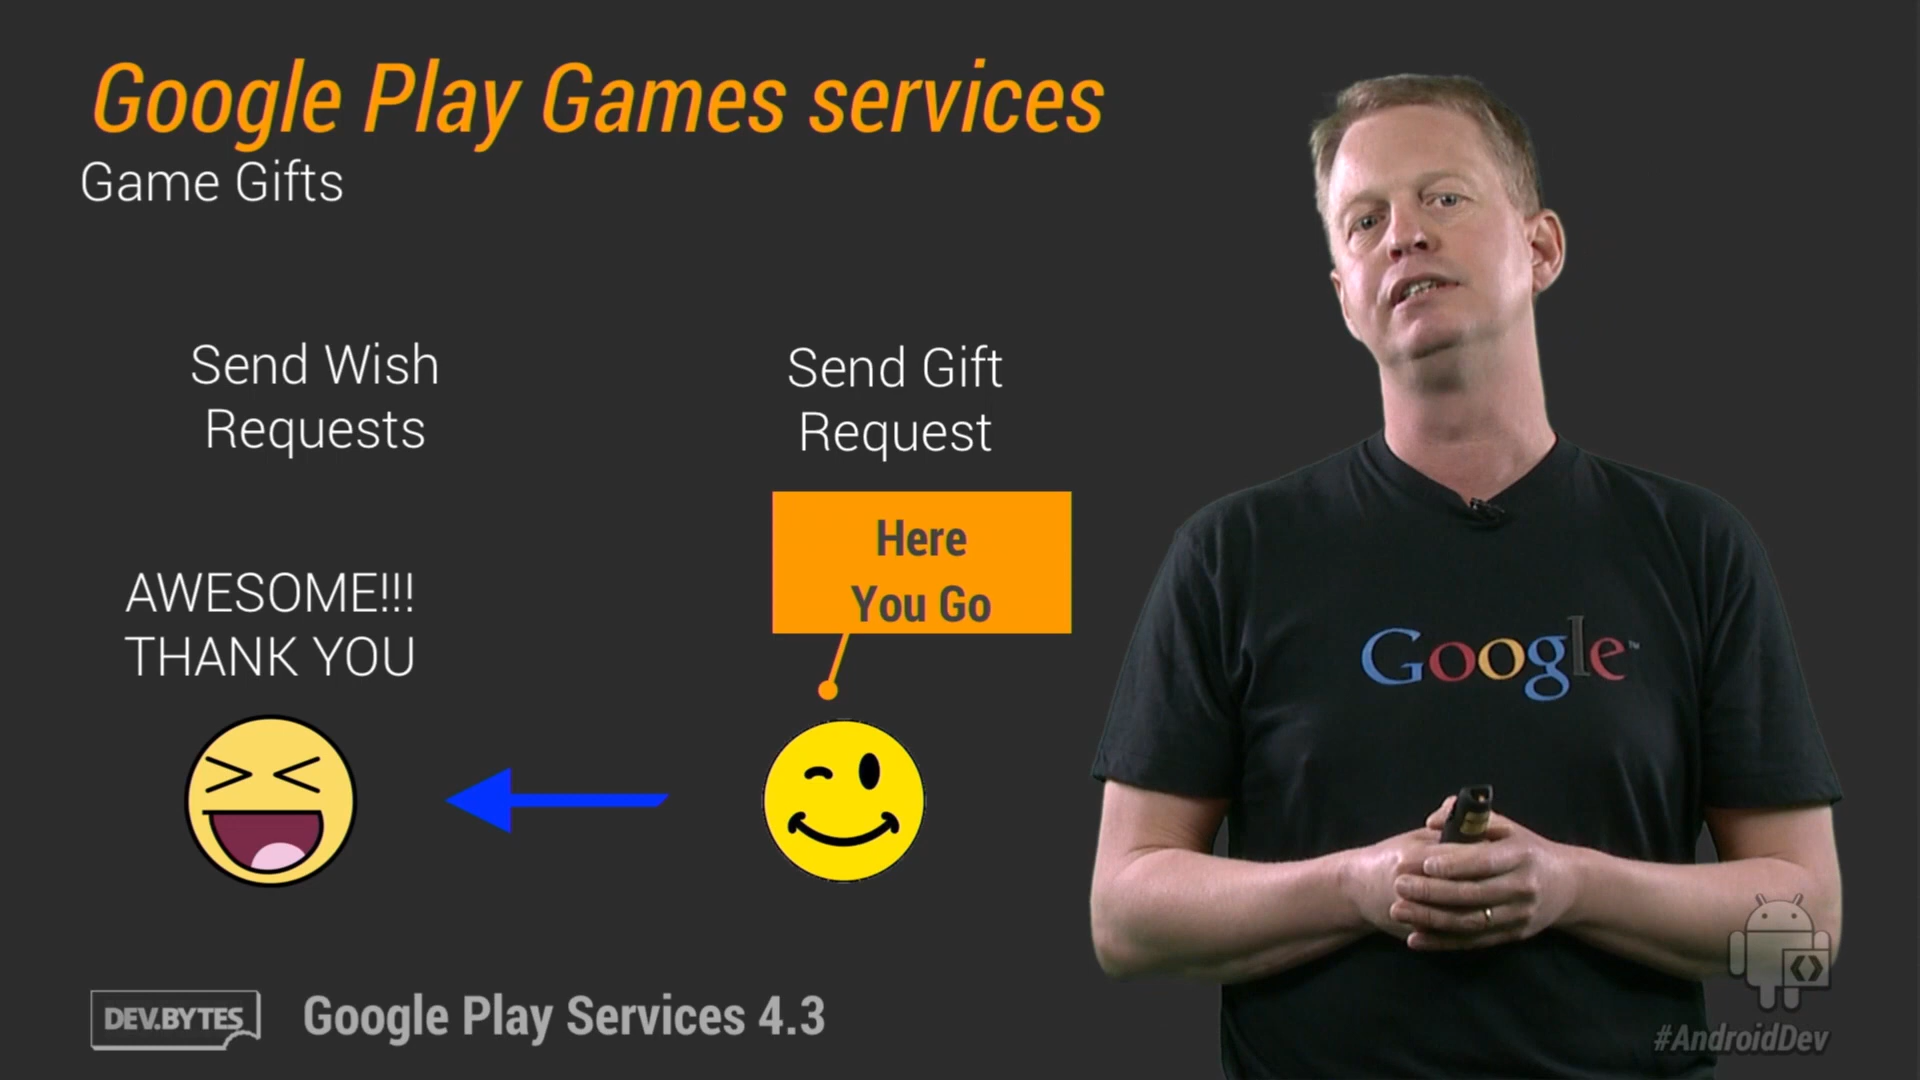 Google Play Games services
Game Gifts
Send Wish
Requests
Send Gift
Request
Here
You Go
AWESOME!!!
THANK YOU
Google™
DEV.BYTES
Google Play Services 4.3
#AndroidDev